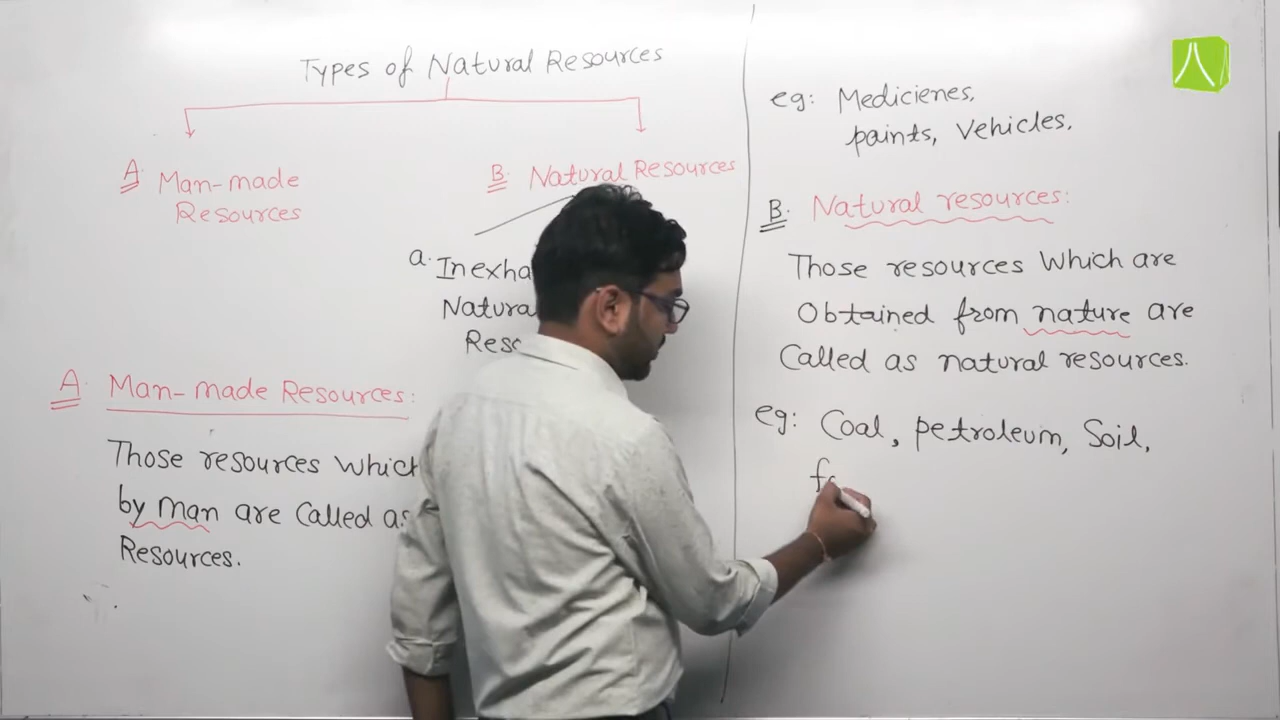 Types of Natural Resources
A Man-made
Resources
B. Natural Resources
a.
Natural
A. Man-made Resources:
Those resources which
by man are called as
Resources.
eg: Medicienes,
paints, Vehicles.
B. Natural resources:
Those resources which are
Obtained from nature are
Called as natural resources.
eg: Coal, petroleum, Soil,